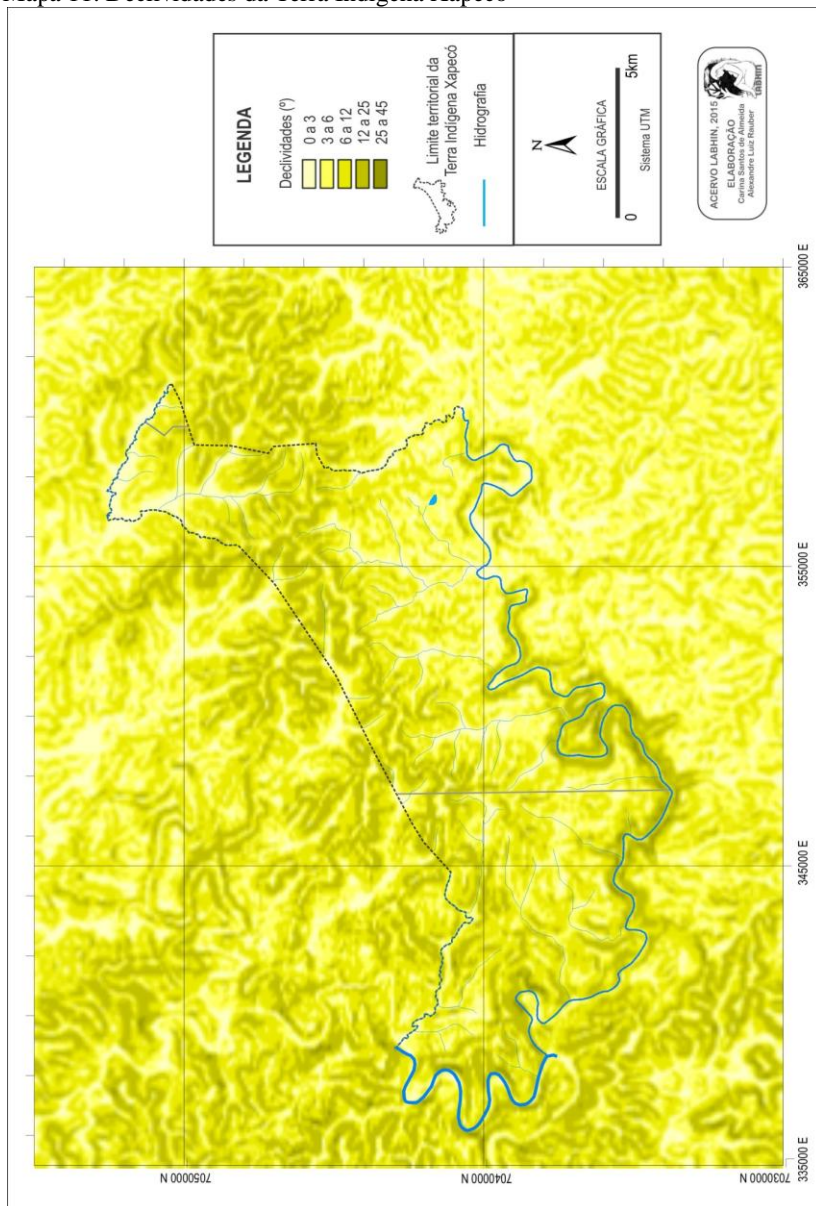 Mapa 11: Declividades da Terra Indígena Xapecó
LEGENDA
Declividades (º)
0 a 3
3 a 6
6 a 12
12 a 25
25 a 45
Limite territorial da
Terra Indígena Xapecó
Hidrografia
N
ESCALA GRÁFICA
0 5km
Sistema UTM
ACERVO LABHIN, 2015
ELABORAÇÃO
Carina Santos de Almeida
Alexandre Luiz Rauber
LABHIN
7050000 N
7040000 N
7030000 N
335000 E
345000 E
355000 E
365000 E